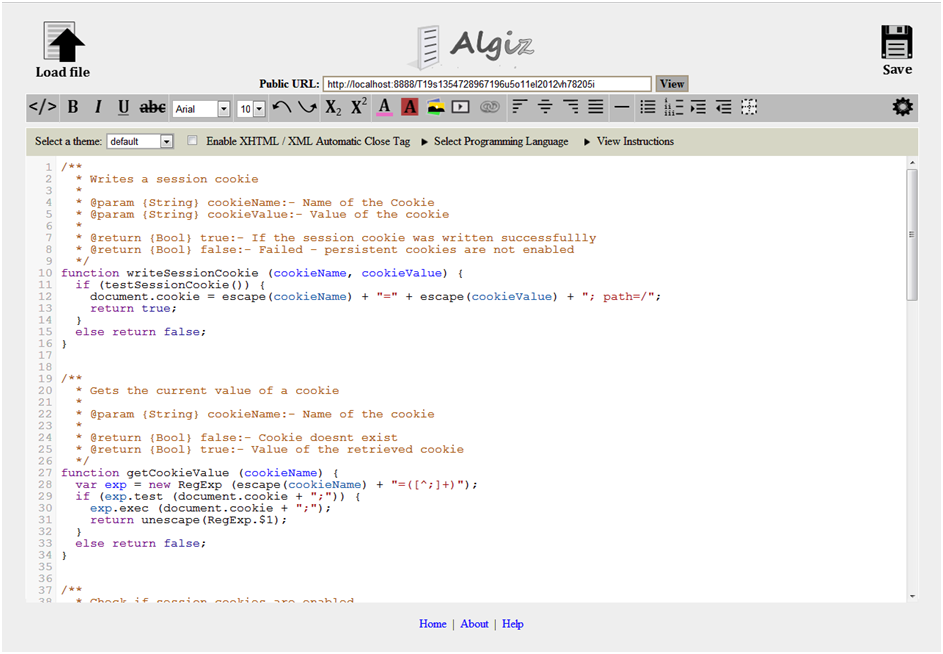 Load file
Algiz
Save
Public URL: http://localhost:8888/T19s1354728967196u5o11el2012vh78205i View
</> B I U abc Arial 10 X2 X2 A A
Select a theme: default Enable XHTML / XML Automatic Close Tag ► Select Programming Language ► View Instructions
1 /**
2 * Writes a session cookie
3 *
4 * @param {String} cookieName:- Name of the Cookie
5 * @param {String} cookieValue:- Value of the cookie
6 *
7 * @return {Bool} true:- If the session cookie was written successfullly
8 * @return {Bool} false:- Failed - persistent cookies are not enabled
9 */
10 function writeSessionCookie (cookieName, cookieValue) {
11 if (testSessionCookie()) {
12 document.cookie = escape(cookieName) + "=" + escape(cookieValue) + "; path=/";
13 return true;
14 }
15 else return false;
16 }
17
18
19 /**
20 * Gets the current value of a cookie
21 *
22 * @param {String} cookieName:- Name of the cookie
23 *
24 * @return {Bool} false:- Cookie doesnt exist
25 * @return {Bool} true:- Value of the retrieved cookie
26 */
27 function getCookieValue (cookieName) {
28 var exp = new RegExp (escape(cookieName) + "=([^;]+)");
29 if (exp.test (document.cookie + ";")) {
30 exp.exec (document.cookie + ";");
31 return unescape(RegExp.$1);
32 }
33 else return false;
34 }
35
36
37 /**
38 * Check if session cookies are enabled
Home | About | Help